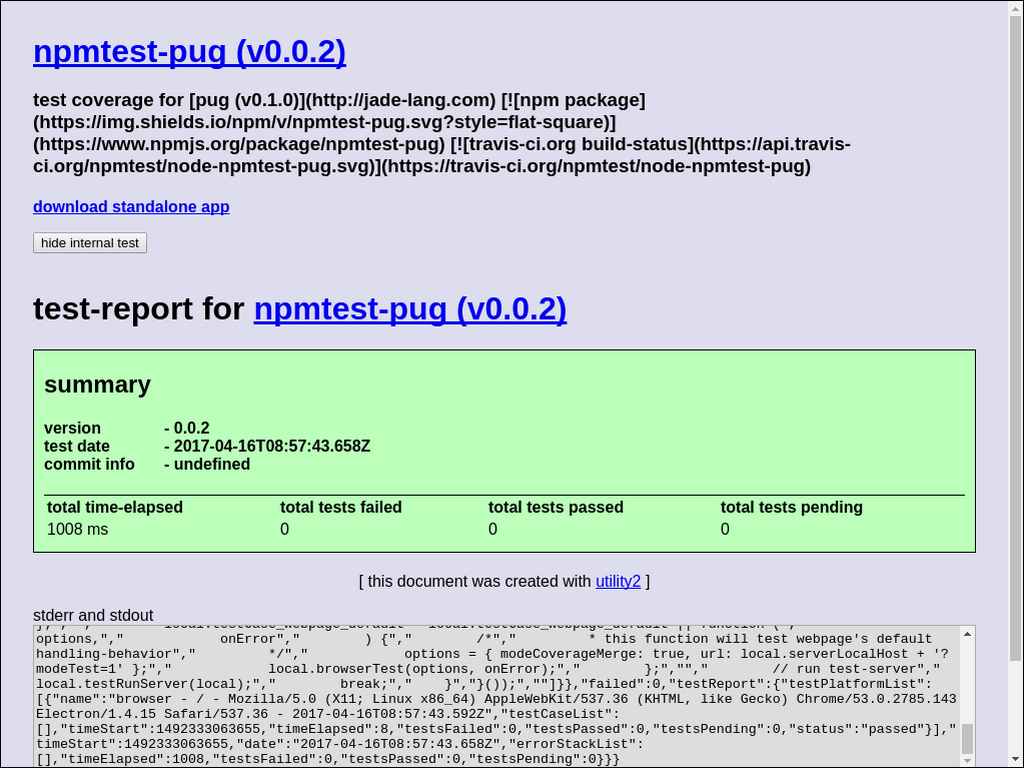 npmtest-pug (v0.0.2)
test coverage for [pug (v0.1.0)](http://jade-lang.com) [![npm package]
(https://img.shields.io/npm/v/npmtest-pug.svg?style=flat-square)]
(https://www.npmjs.org/package/npmtest-pug) [![travis-ci.org build-status](https://api.travis-
ci.org/npmtest/node-npmtest-pug.svg)](https://travis-ci.org/npmtest/node-npmtest-pug)
download standalone app
hide internal test
test-report for npmtest-pug (v0.0.2)
summary
version - 0.0.2
test date - 2017-04-16T08:57:43.658Z
commit info - undefined
total time-elapsed total tests failed total tests passed total tests pending
1008 ms 0 0 0
[ this document was created with utility2 ]
stderr and stdout
options,","            onError","        ) {","        /*","         * this function will test webpage's default
handling-behavior","         */","            options = { modeCoverageMerge: true, url: local.serverLocalHost + '?
modeTest=1' };","            local.browserTest(options, onError);","        };","","        // run test-server","
local.testRunServer(local);","        break;","    }","}());",""]}},"failed":0,"testReport":{"testPlatformList":
[{"name":"browser - / - Mozilla/5.0 (X11; Linux x86_64) AppleWebKit/537.36 (KHTML, like Gecko) Chrome/53.0.2785.143
Electron/1.4.15 Safari/537.36 - 2017-04-16T08:57:43.592Z","testCaseList":
[],"timeStart":1492333063655,"timeElapsed":8,"testsFailed":0,"testsPassed":0,"testsPending":0,"status":"passed"}],"
timeStart":1492333063655,"date":"2017-04-16T08:57:43.658Z","errorStackList":
[],"timeElapsed":1008,"testsFailed":0,"testsPassed":0,"testsPending":0}}}